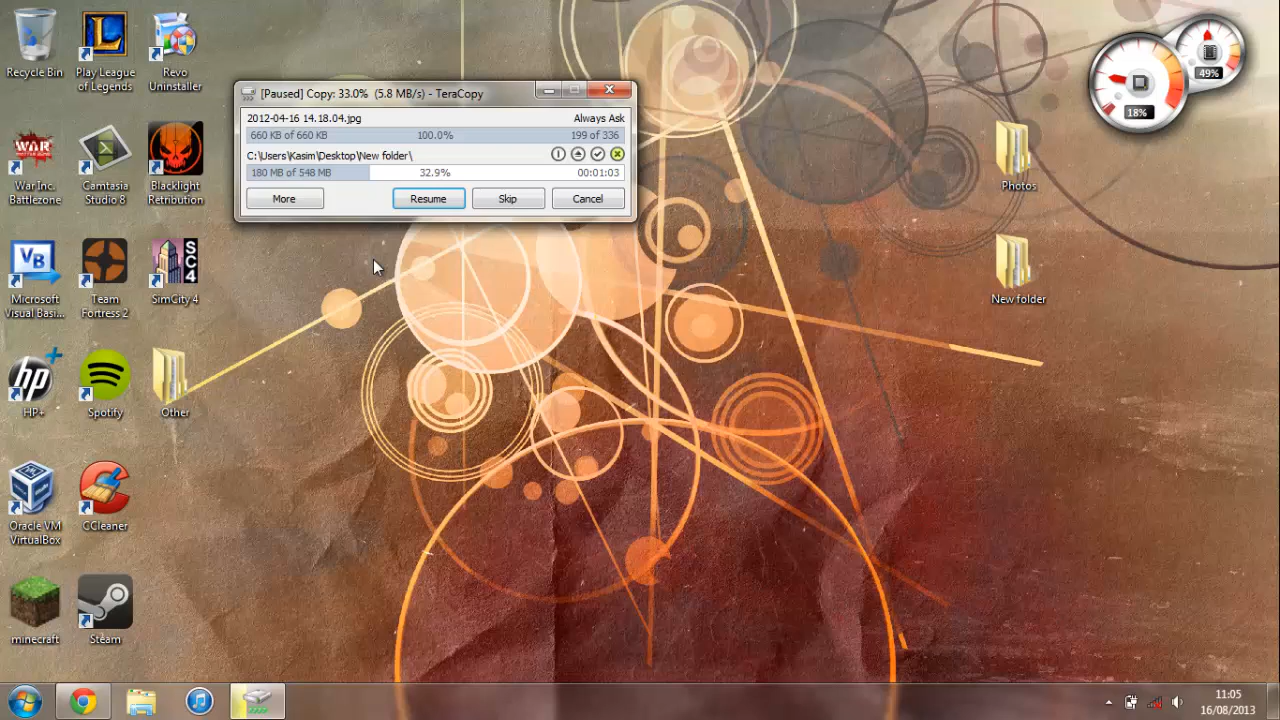 Recycle Bin
Play League
of Legends
Revo
Uninstaller
[Paused] Copy: 33.0% (5.8 MB/s) - TeraCopy
2012-04-16 14.18.04.jpg Always Ask
660 KB of 660 KB 100.0% 199 of 336
C:\Users\Kasim\Desktop\New folder\
180 MB of 548 MB 32.9% 00:01:03
More Resume Skip Cancel
49%
18%
WAR
War Inc.
Battlezone
Camtasia
Studio 8
Blacklight
Retribution
Photos
VB
Microsoft
Visual Basi...
Team
Fortress 2
SC4
SimCity 4
New folder
hp
HP+
Spotify
Other
Oracle VM
VirtualBox
CCleaner
minecraft
Steam
11:05
16/08/2013